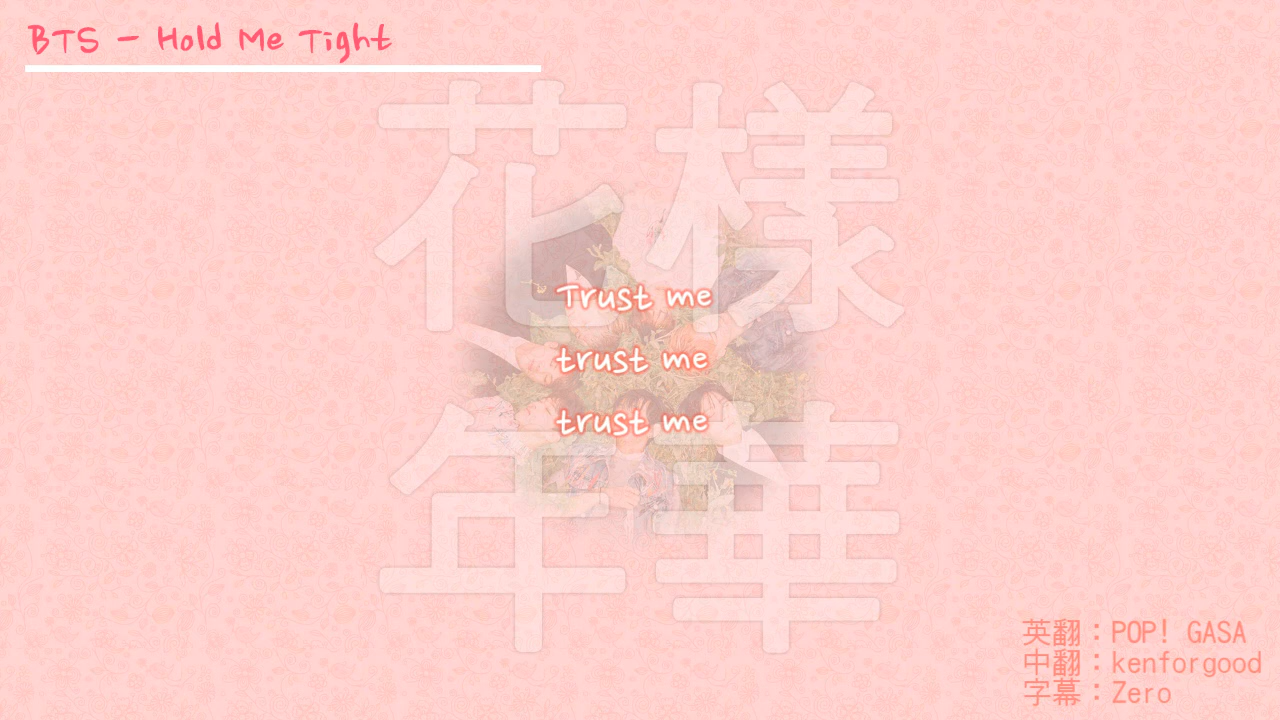 BTS - Hold Me Tight
花樣
年華
Trust me
trust me
trust me
英翻：POP! GASA
中翻：kenforgood
字幕：Zero